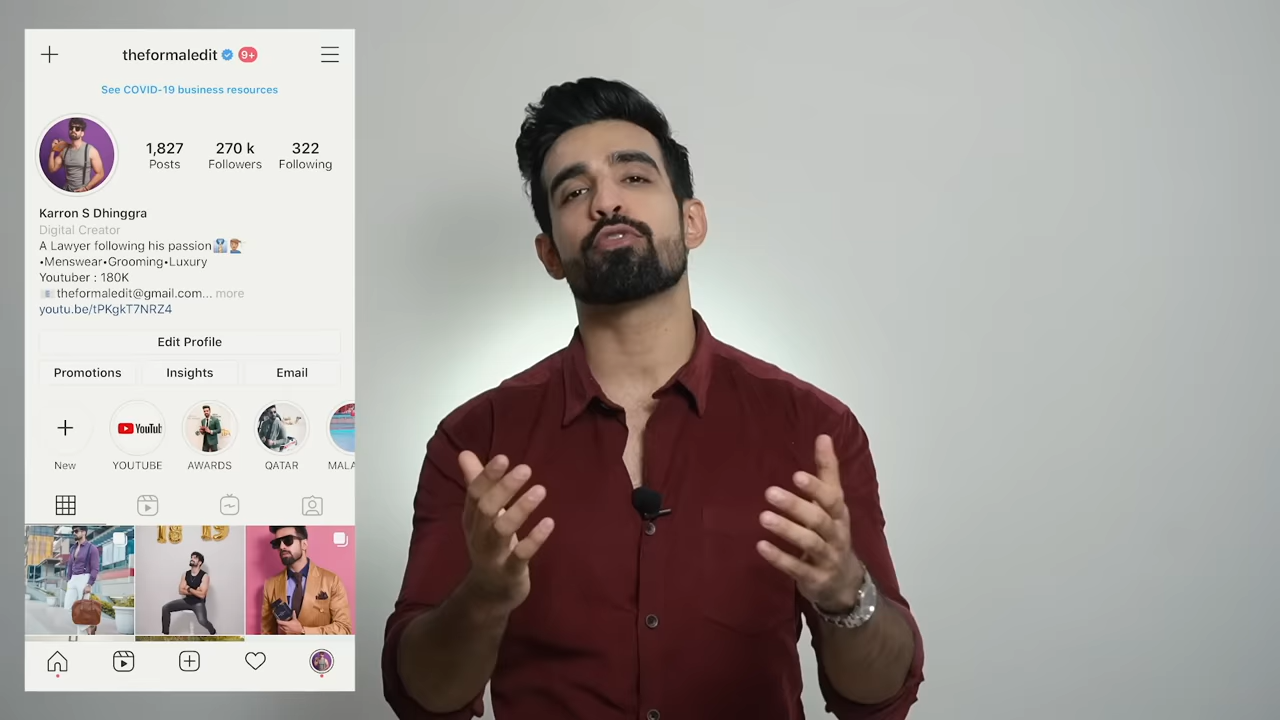 theformaledit 9+
See COVID-19 business resources
1,827 270 k 322
Posts Followers Following
Karron S Dhinggra
Digital Creator
A Lawyer following his passion
•Menswear•Grooming•Luxury
Youtuber : 180K
theformaledit@gmail.com... more
youtu.be/tPKgkT7NRZ4
Edit Profile
Promotions Insights Email
YouTub
New YOUTUBE AWARDS QATAR MALA